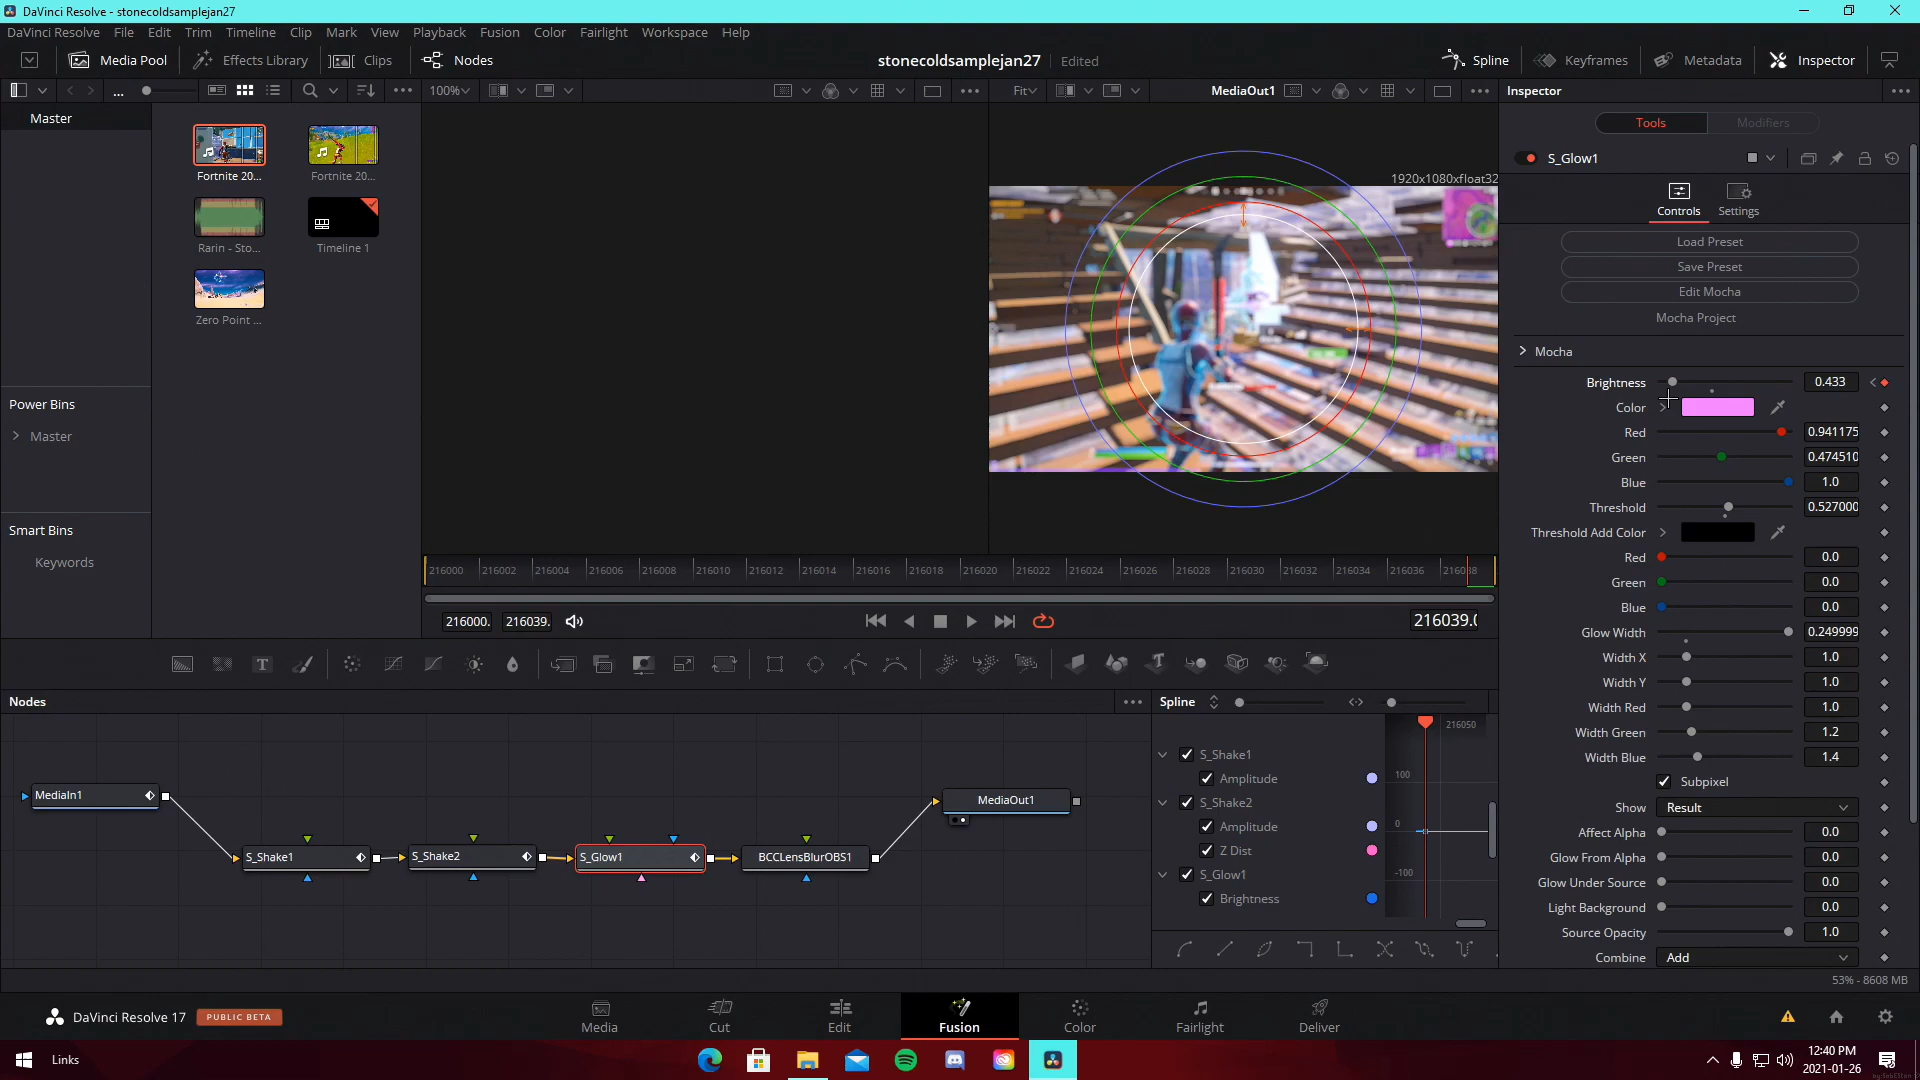 DaVinci Resolve - stonecoldsamplejan27
DaVinci Resolve File Edit Trim Timeline Clip Mark View Playback Fusion Color Fairlight Workspace Help
Media Pool Effects Library Clips Nodes stonecoldsamplejan27 Edited Spline Keyframes Metadata Inspector
... 100% Fit MediaOut1 Inspector
Master
Tools Modifiers
S_Glow1
Fortnite 20... Fortnite 20...
1920x1080xfloat32
Controls Settings
Load Preset
Rarin - Sto... Timeline 1
Save Preset
Edit Mocha
Zero Point ...
Mocha Project
Mocha
Brightness 0.433
Power Bins
Color
Master
Red 0.941175
Green 0.474510
Blue 1.0
Threshold 0.527000
Smart Bins
Threshold Add Color
Keywords
Red 0.0
216000 216002 216004 216006 216008 216010 216012 216014 216016 216018 216020 216022 216024 216026 216028 216030 216032 216034 216036
Green 0.0
Blue 0.0
216000. 216039. 216039.0
Glow Width 0.249999
Width X 1.0
Width Y 1.0
Nodes Spline
Width Red 1.0
216050
Width Green 1.2
S_Shake1
Width Blue 1.4
100
Amplitude
Subpixel
MediaIn1 MediaOut1
S_Shake2
Show Result
0
Amplitude
Affect Alpha 0.0
Z Dist
S_Shake1 S_Shake2 S_Glow1 BCCLensBlurOBS1
Glow From Alpha 0.0
S_Glow1
-100
Glow Under Source 0.0
Brightness
Light Background 0.0
Source Opacity 1.0
Combine Add
53% - 8608 MB
DaVinci Resolve 17 PUBLIC BETA
Media Cut Edit Fusion Color Fairlight Deliver
Links
12:40 PM
2021-01-26